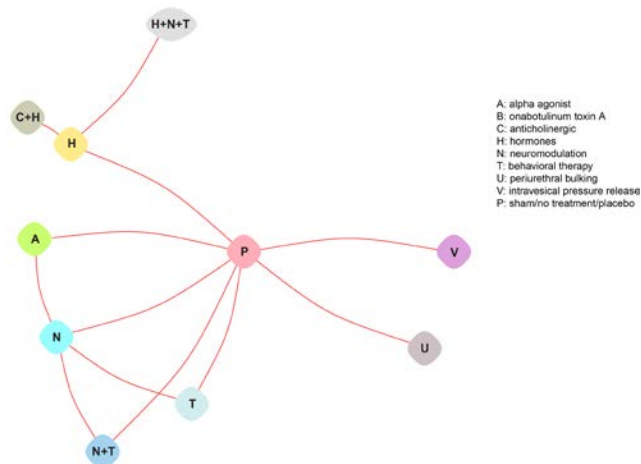 H+N+T
C+H
H
A
P
V
N
U
T
N+T
A: alpha agonist
B: onabotulinum toxin A
C: anticholinergic
H: hormones
N: neuromodulation
T: behavioral therapy
U: periurethral bulking
V: intravesical pressure release
P: sham/no treatment/placebo